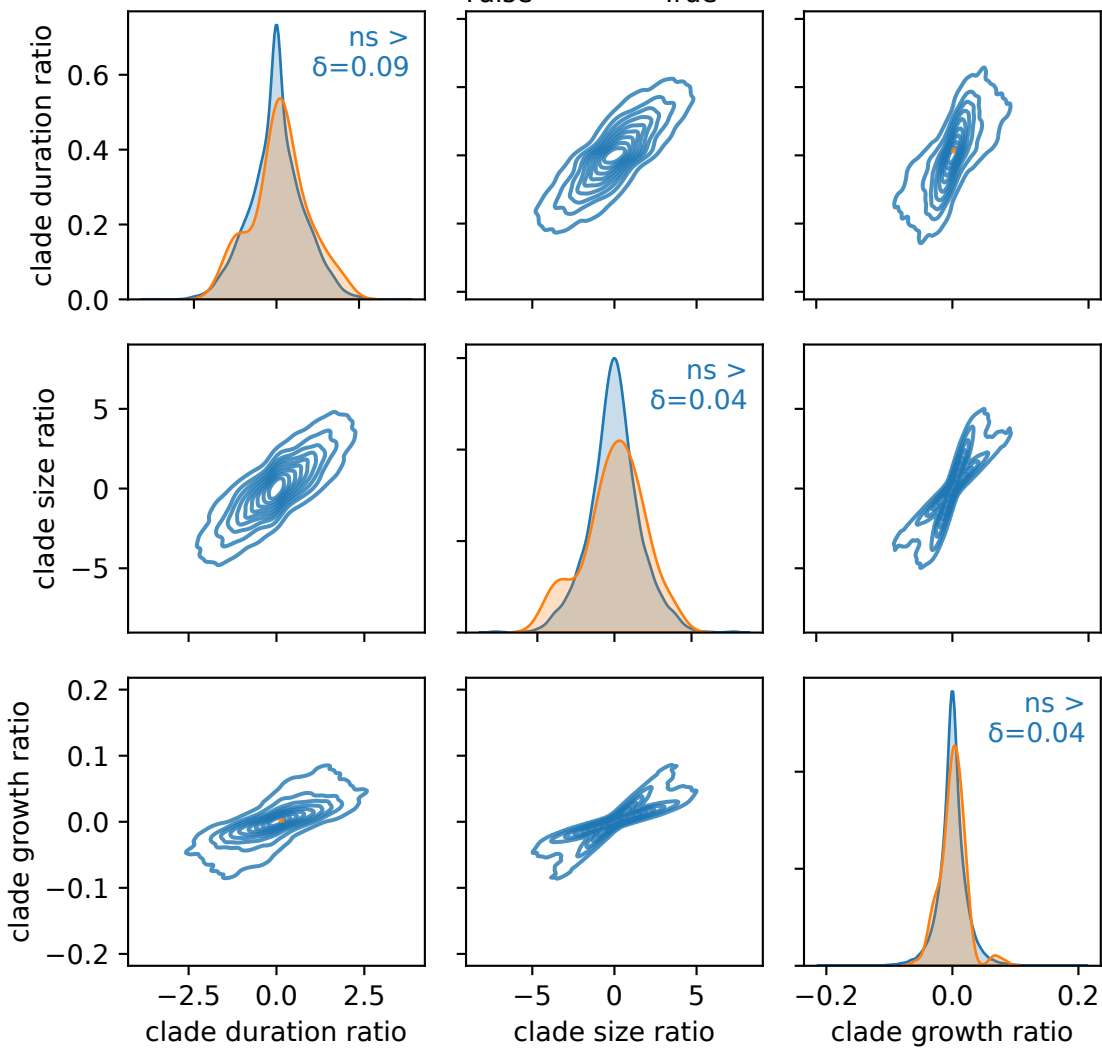 True
clade duration ratio
0.6
0.4
0.2
0.0
ns >
δ=0.09
clade size ratio
5
0
−5
ns >
δ=0.04
clade growth ratio
0.2
0.1
0.0
−0.1
−0.2
ns >
δ=0.04
−2.5 0.0 2.5
−5 0 5
−0.2 0.0 0.2
clade duration ratio
clade size ratio
clade growth ratio